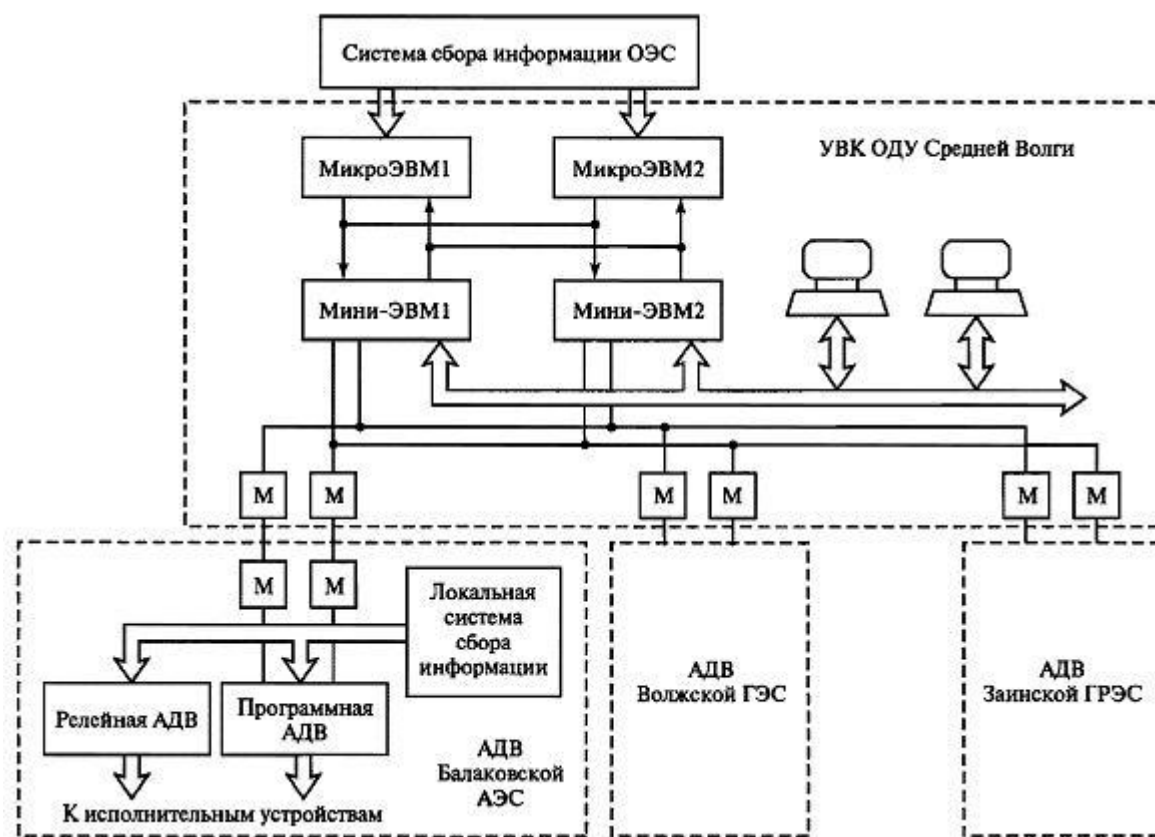 Система сбора информации ОЭС
УВК ОДУ Средней Волги
МикроЭВМ1
МикроЭВМ2
Мини-ЭВМ1
Мини-ЭВМ2
М
М
М
М
М
М
М
М
Локальная
система
сбора
информации
Релейная АДВ
Программная
АДВ
АДВ
Балаковской
АЭС
К исполнительным устройствам
АДВ
Волжской ГЭС
АДВ
Заинской ГРЭС